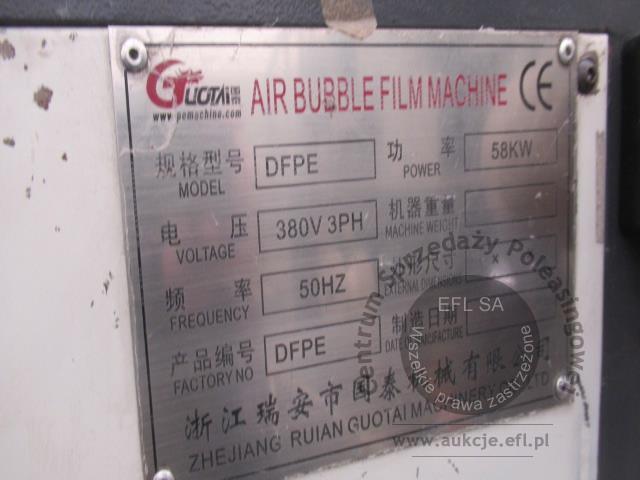 GUOTAI 国泰 AIR BUBBLE FILM MACHINE CE
www.pemachine.com
规格型号 DFPE 功率 58KW
MODEL POWER
电压 380V 3PH 机器重量
VOLTAGE MACHINE WEIGHT
频率 50HZ 外形尺寸 ×
FREQUENCY EXTERNAL DIMENSIONS
产品编号 DFPE 制造日期
FACTORY NO DATE OF MANUFACTURE
浙江瑞安市国泰机械有限公司
ZHEJIANG RUIAN GUOTAI MACHINERY CO LTD
Centrum Sprzedaży Poleasingowej
EFL SA
Wszelkie prawa zastrzeżone
www.aukcje.efl.pl